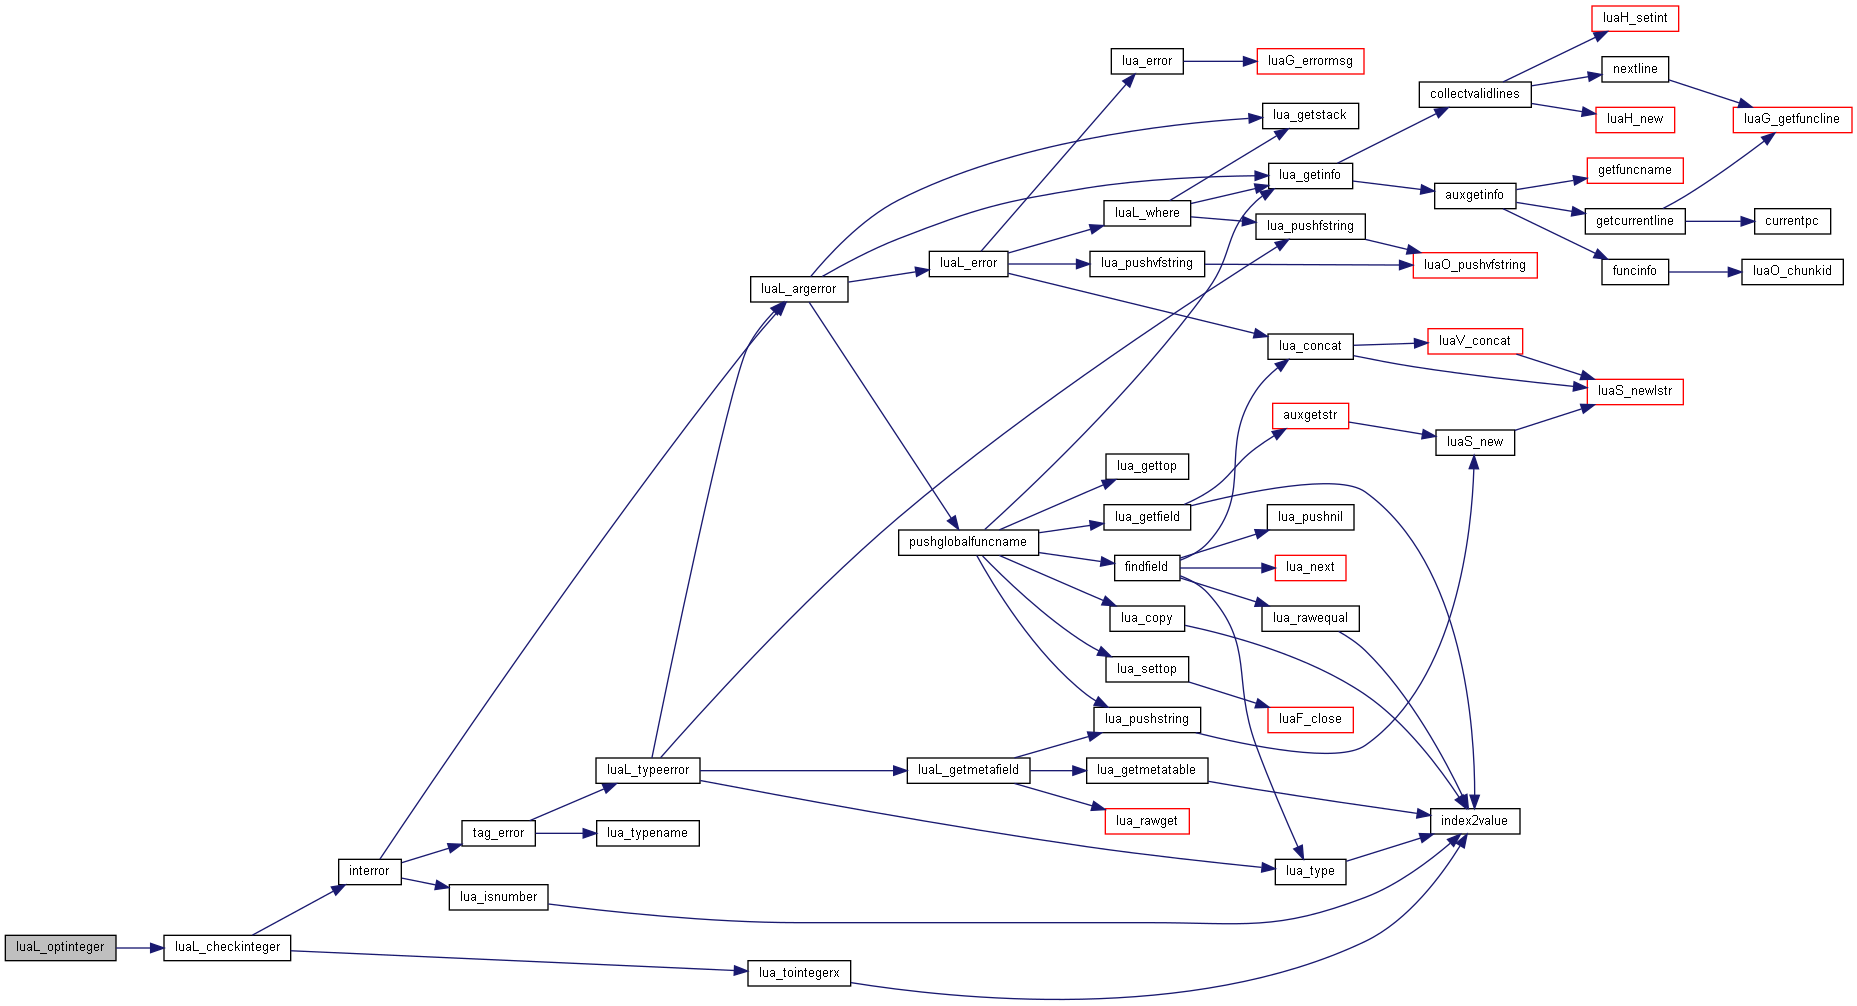 luaH_setint
lua_error
luaG_errormsg
nextline
collectvalidlines
lua_getstack
luaH_new
luaG_getfuncline
getfuncname
lua_getinfo
auxgetinfo
luaL_where
getcurrentline
currentpc
lua_pushfstring
luaL_error
lua_pushvfstring
luaO_pushvfstring
funcinfo
luaO_chunkid
luaL_argerror
lua_concat
luaV_concat
luaS_newlstr
auxgetstr
luaS_new
lua_gettop
lua_getfield
lua_pushnil
pushglobalfuncname
findfield
lua_next
lua_copy
lua_rawequal
lua_settop
lua_pushstring
luaF_close
luaL_typeerror
luaL_getmetafield
lua_getmetatable
lua_rawget
index2value
tag_error
lua_typename
interror
lua_type
lua_isnumber
luaL_optinteger
luaL_checkinteger
lua_tointegerx